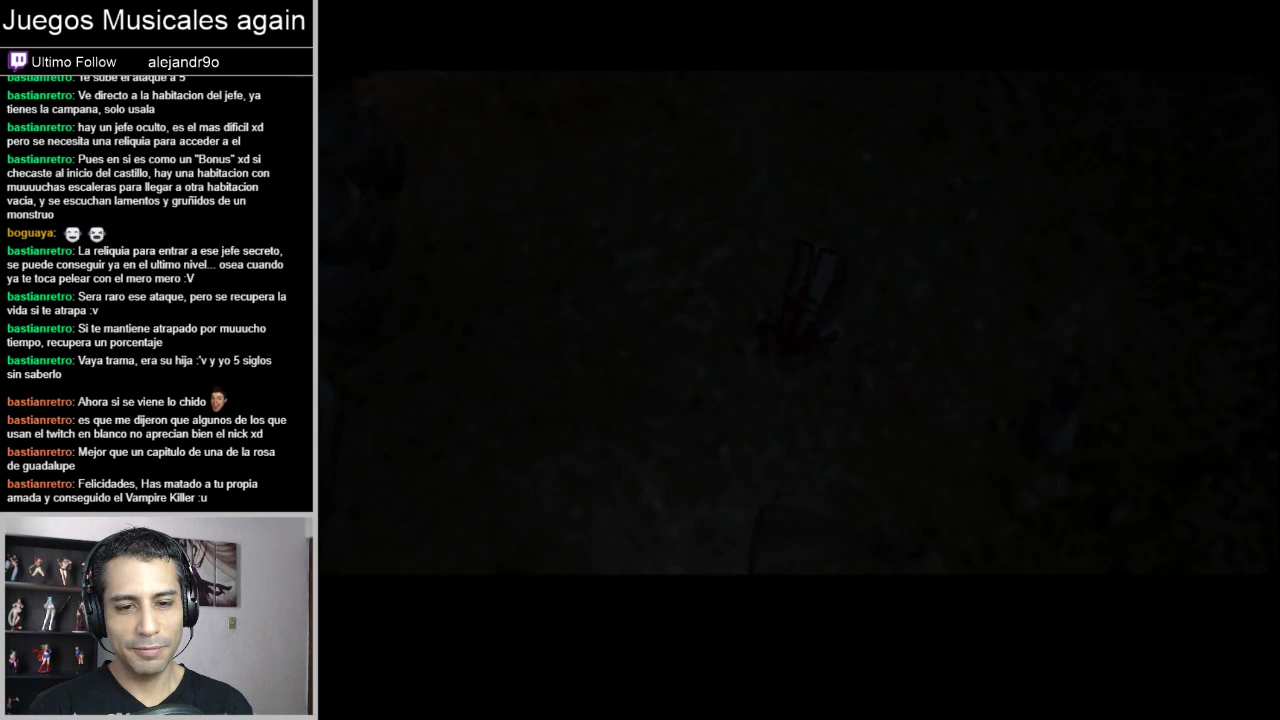 Juegos Musicales again
Ultimo Follow alejandr9o
bastianretro: Te sube el ataque a 5
bastianretro: Ve directo a la habitacion del jefe, ya
tienes la campana, solo usala
bastianretro: hay un jefe oculto, es el mas dificil xd
pero se necesita una reliquia para acceder a el
bastianretro: Pues en si es como un "Bonus" xd si
checaste al inicio del castillo, hay una habitacion con
muuuuchas escaleras para llegar a otra habitacion
vacia, y se escuchan lamentos y gruñidos de un
monstruo
boguaya:
bastianretro: La reliquia para entrar a ese jefe secreto,
se puede conseguir ya en el ultimo nivel... osea cuando
ya te toca pelear con el mero mero :V
bastianretro: Sera raro ese ataque, pero se recupera la
vida si te atrapa :v
bastianretro: Si te mantiene atrapado por muuucho
tiempo, recupera un porcentaje
bastianretro: Vaya trama, era su hija :'v y yo 5 siglos
sin saberlo
bastianretro: Ahora si se viene lo chido
bastianretro: es que me dijeron que algunos de los que
usan el twitch en blanco no aprecian bien el nick xd
bastianretro: Mejor que un capitulo de una de la rosa
de guadalupe
bastianretro: Felicidades, Has matado a tu propia
amada y conseguido el Vampire Killer :u